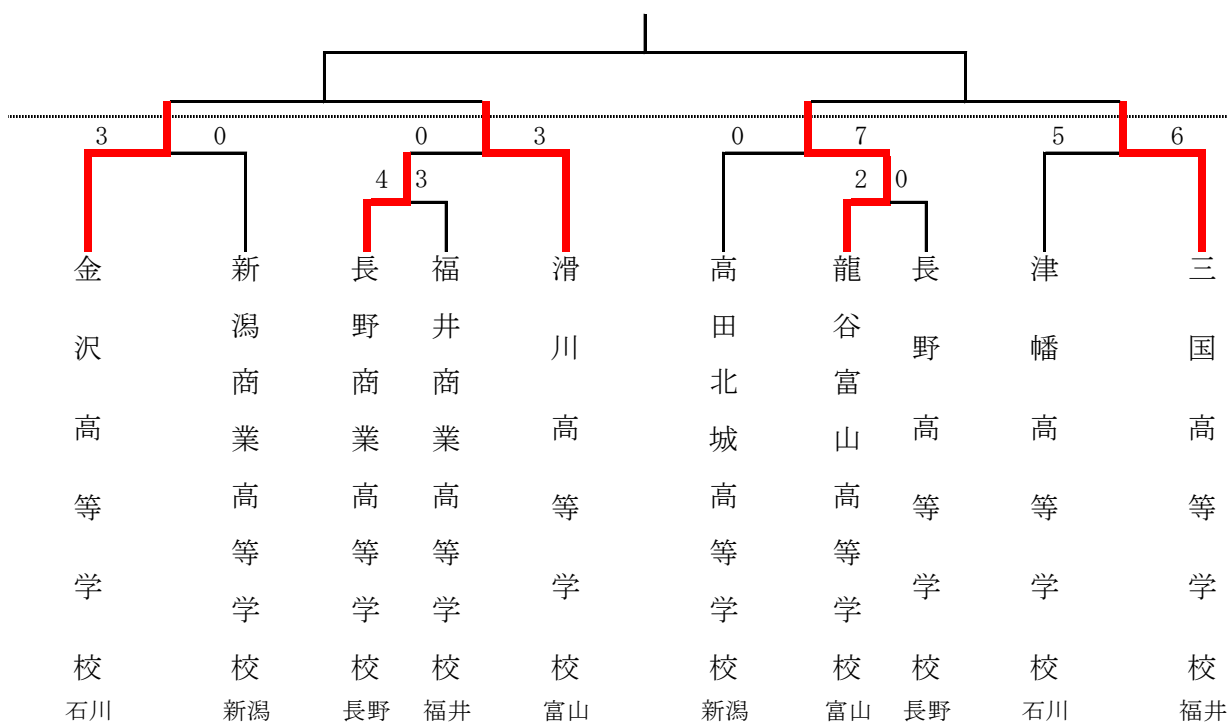 3 0 0 3 0 7 5 6
4 3 2 0
金沢高等学校
新潟商業高等学校
長野商業高等学校
福井商業高等学校
滑川高等学校
高田北城高等学校
龍谷富山高等学校
長野高等学校
津幡高等学校
三国高等学校
石川 新潟 長野 福井 富山 新潟 富山 長野 石川 福井